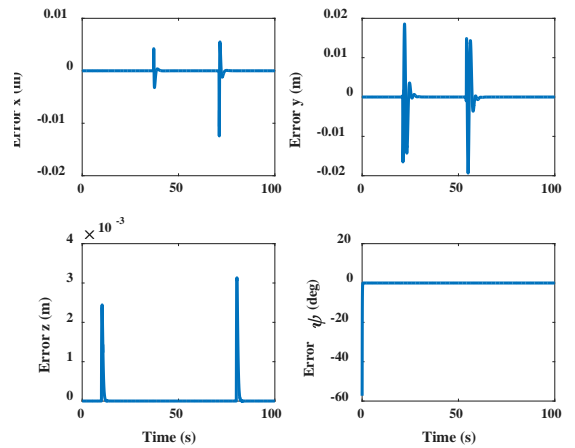 0.01
0
-0.01
-0.02
Error x (m)
0 50 100
0.02
0.01
0
-0.01
-0.02
Error y (m)
0 50 100
× 10 -3
4
3
2
1
0
Error z (m)
0 50 100
Time (s)
20
0
-20
-40
-60
Error ψ (deg)
0 50 100
Time (s)